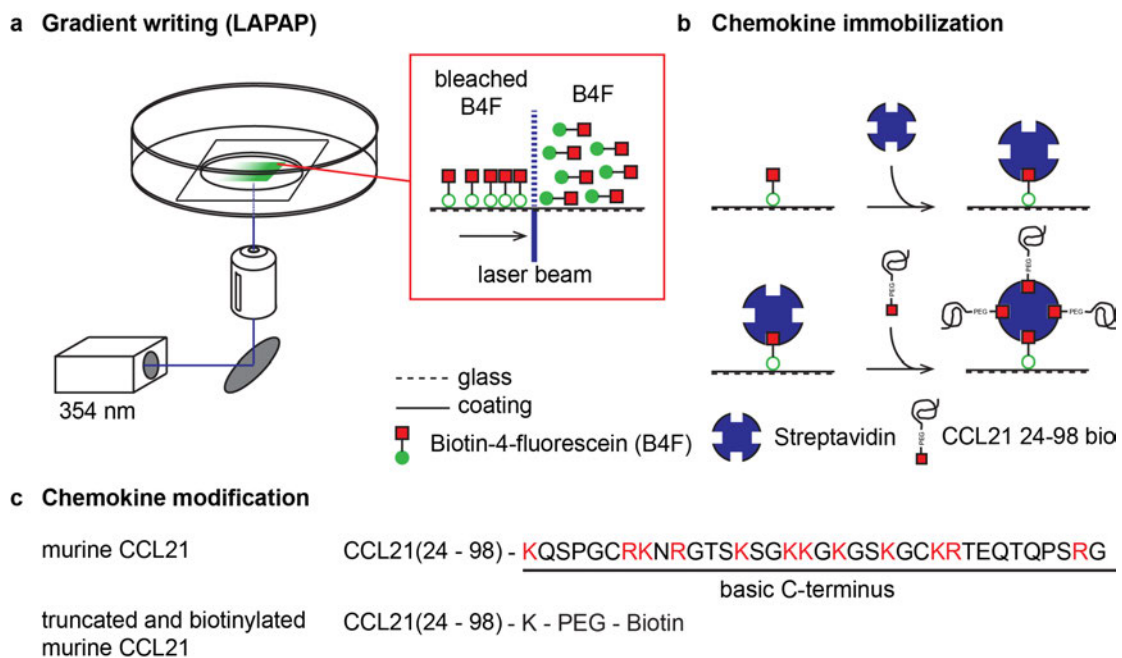 a Gradient writing (LAPAP)
bleached
B4F
B4F
laser beam
354 nm
glass
coating
Biotin-4-fluorescein (B4F)
b Chemokine immobilization
PEG
PEG
PEG
PEG
Streptavidin
PEG
CCL21 24-98 bio
c Chemokine modification
murine CCL21
CCL21(24 - 98) - KQSPGCRKNRGTSKSGKKGKGSKGCKRTEQTQPSRG
basic C-terminus
truncated and biotinylated
murine CCL21
CCL21(24 - 98) - K - PEG - Biotin